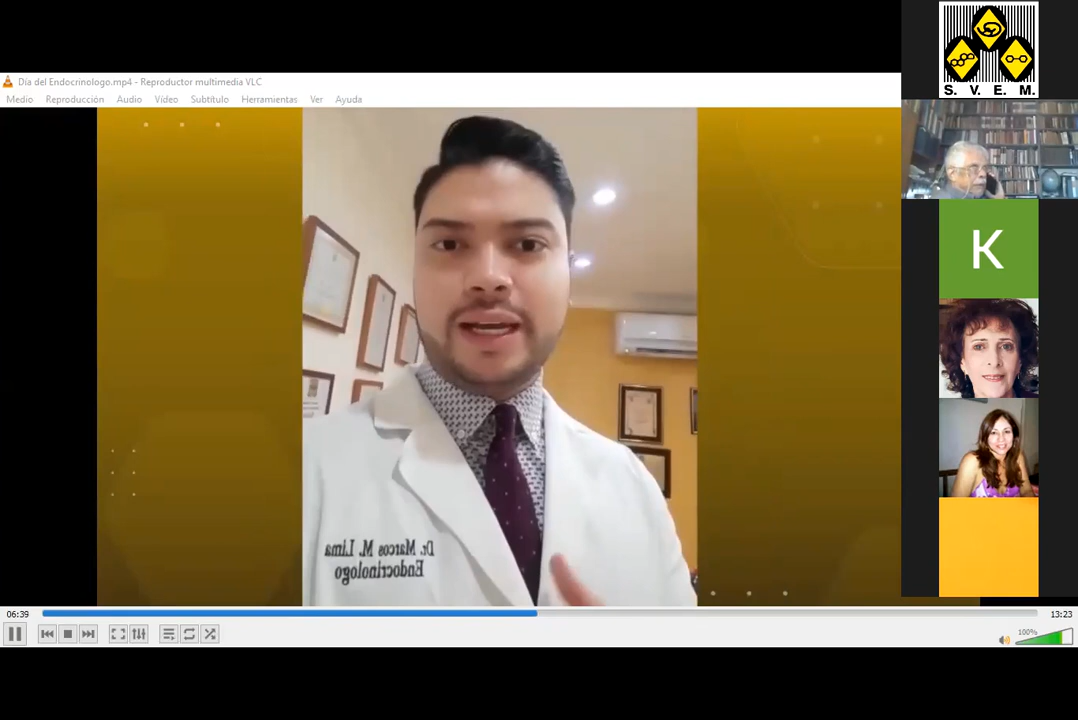 Día del Endocrinologo.mp4 - Reproductor multimedia VLC
Medio Reproducción Audio Vídeo Subtítulo Herramientas Ver Ayuda
Dr. Marcos M. Lima
Endocrinologo
06:39
13:23
100%
S. V. E. M.
K